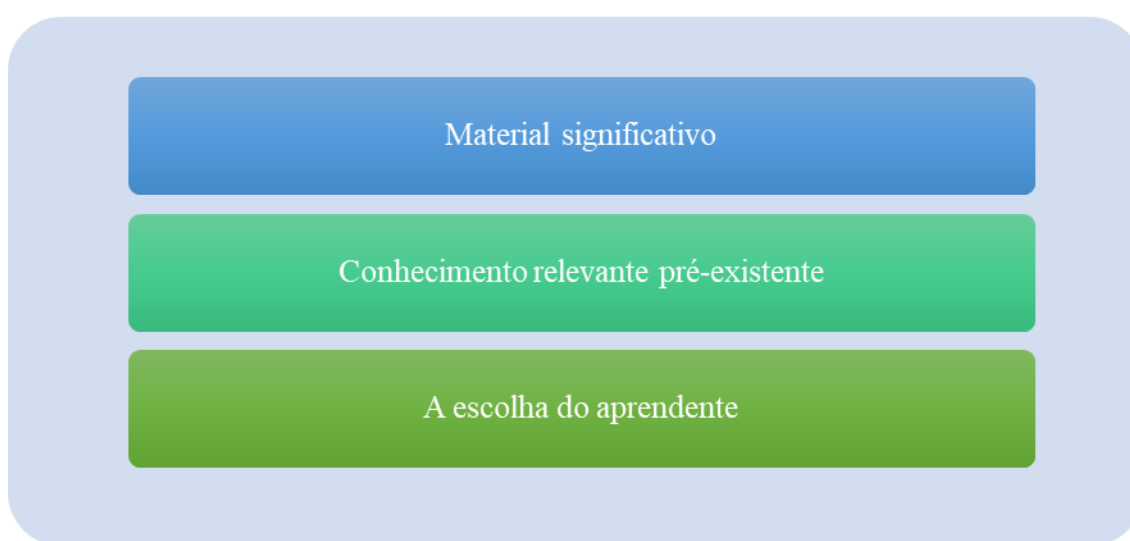 Material significativo
Conhecimento relevante pré-existente
A escolha do aprendente